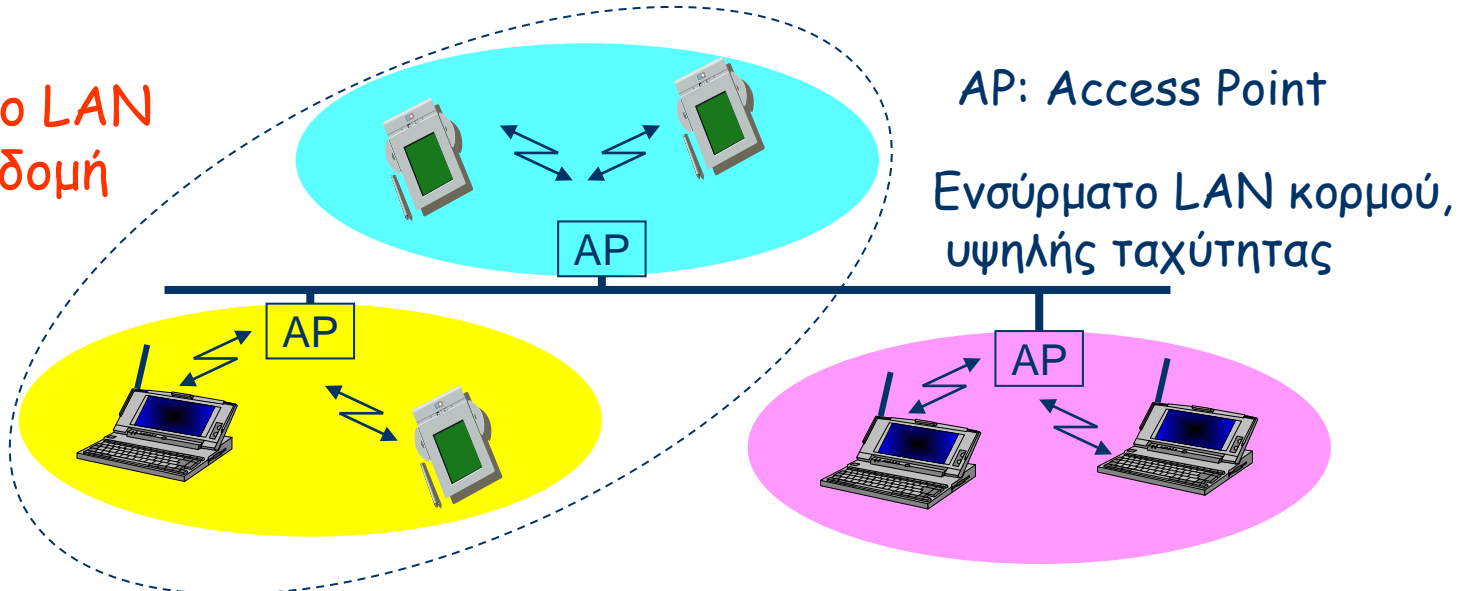 ο LAN
δομή
AP: Access Point
Ενσύρματο LAN κορμού,
υψηλής ταχύτητας
AP
AP
AP